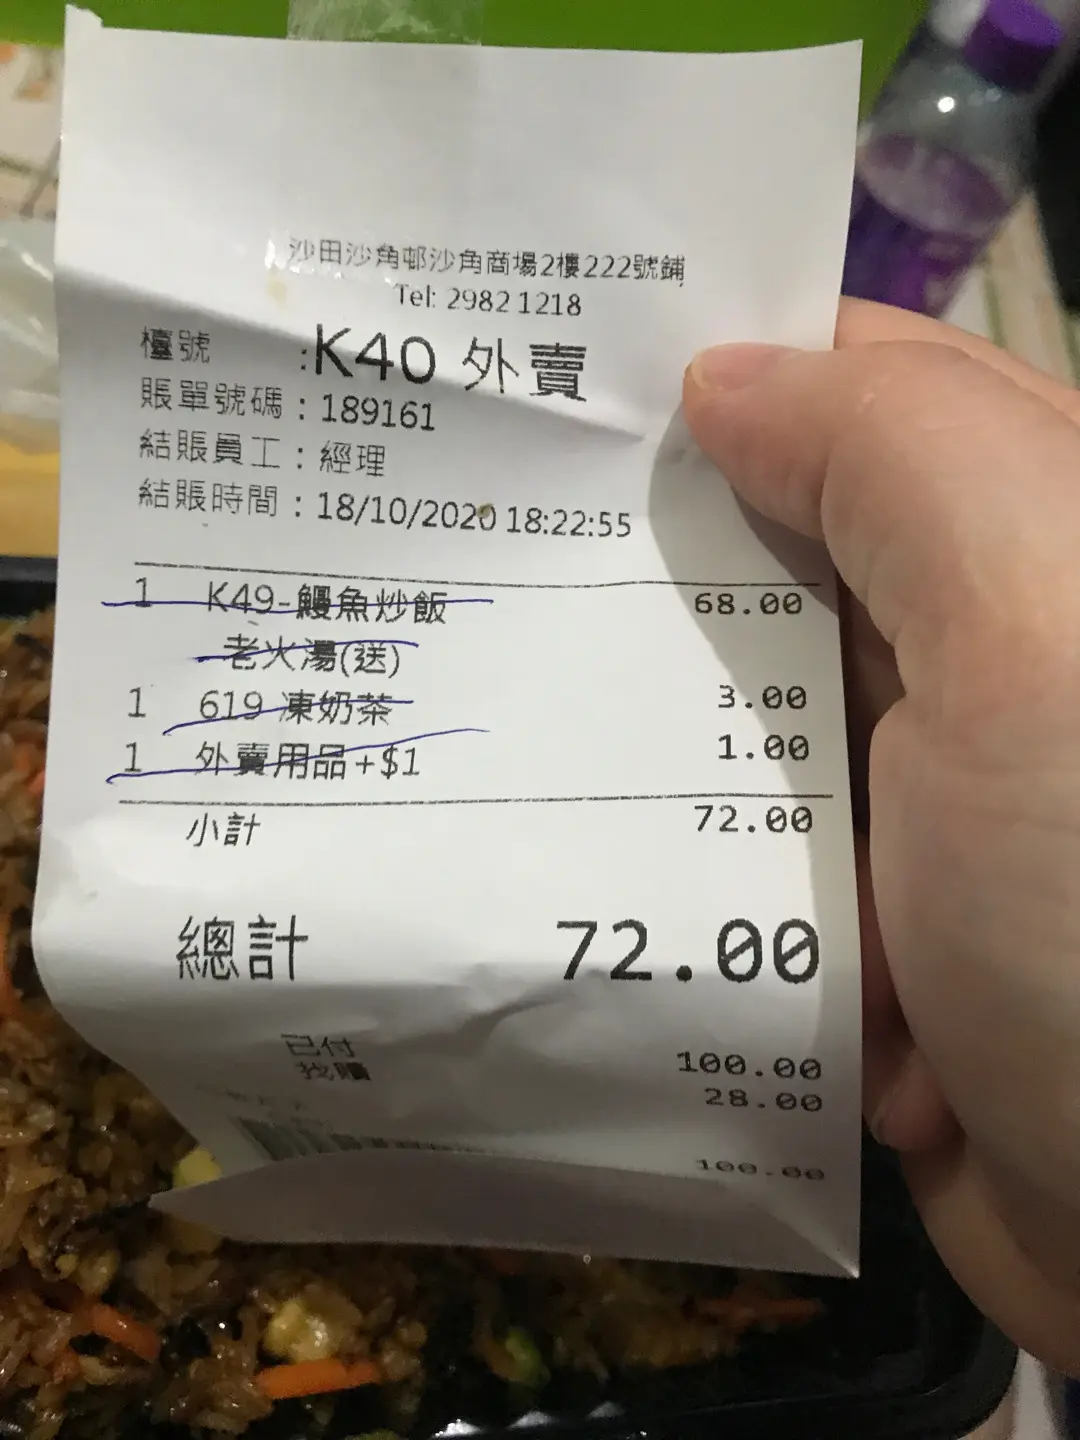 沙田沙角邨沙角商場2樓222號鋪
Tel: 2982 1218
檯號 :K40 外賣
賬單號碼 : 189161
結賬員工 : 經理
結賬時間 : 18/10/2020 18:22:55
1 K49-鰻魚炒飯 68.00
老火湯(送)
1 619 凍奶茶 3.00
1 外賣用品+$1 1.00
小計 72.00
總計 72.00
已付 100.00
找贖 28.00
100.00